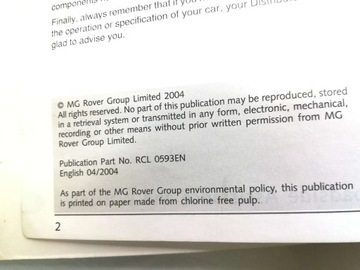 components
Finally, always remember that if you
the operation or specification of your car, your
glad to advise you.
© MG Rover Group Limited 2004
All rights reserved. No part of this publication may be reproduced, stored
in a retrieval system or transmitted in any form, electronic, mechanical,
recording or other means without prior written permission from MG
Rover Group Limited.
Publication Part No. RCL 0593EN
English 04/2004
As part of the MG Rover Group environmental policy, this publication
is printed on paper made from chlorine free pulp.
2